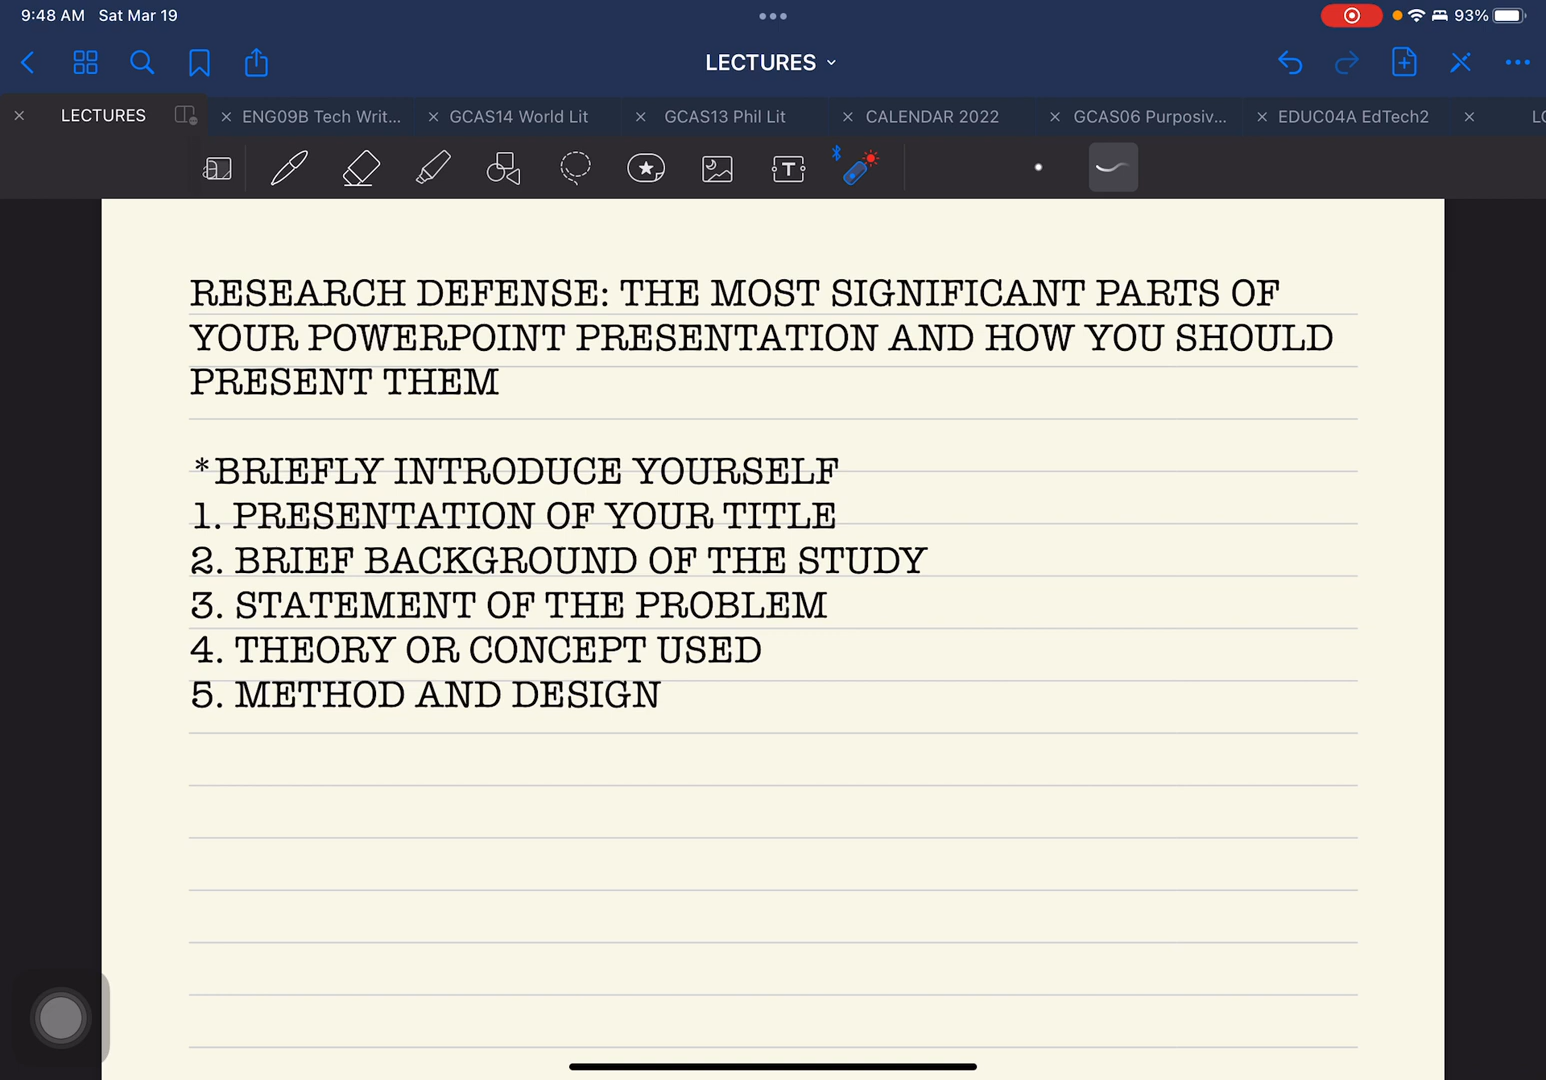 9:48 AM Sat Mar 19
93%
LECTURES
LECTURES
ENG09B Tech Writ...
GCAS14 World Lit
GCAS13 Phil Lit
CALENDAR 2022
GCAS06 Purposiv...
EDUC04A EdTech2
RESEARCH DEFENSE: THE MOST SIGNIFICANT PARTS OF
YOUR POWERPOINT PRESENTATION AND HOW YOU SHOULD
PRESENT THEM
*BRIEFLY INTRODUCE YOURSELF
1. PRESENTATION OF YOUR TITLE
2. BRIEF BACKGROUND OF THE STUDY
3. STATEMENT OF THE PROBLEM
4. THEORY OR CONCEPT USED
5. METHOD AND DESIGN